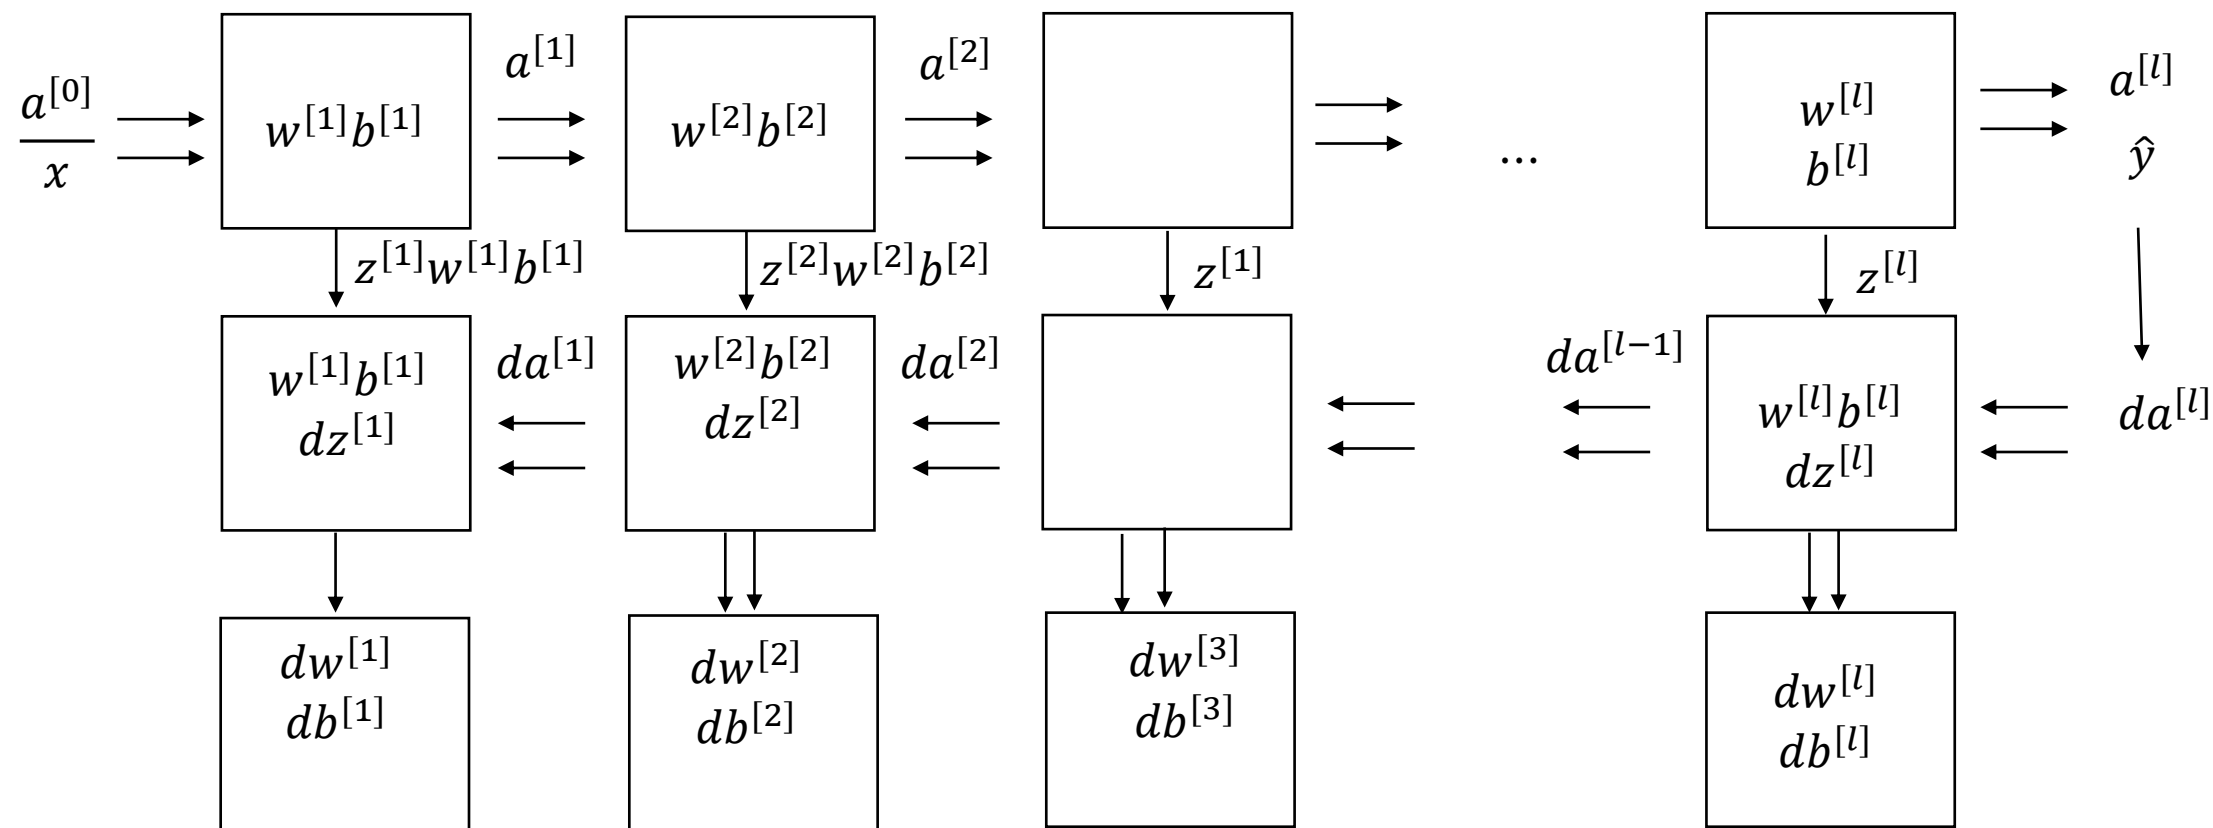 a^[0]
x
w^[1]b^[1]
a^[1]
w^[2]b^[2]
a^[2]
...
w^[l]
b^[l]
a^[l]
ŷ
z^[1]w^[1]b^[1]
z^[2]w^[2]b^[2]
z^[1]
z^[l]
w^[1]b^[1]
dz^[1]
da^[1]
w^[2]b^[2]
dz^[2]
da^[2]
da^[l−1]
w^[l]b^[l]
dz^[l]
da^[l]
dw^[1]
db^[1]
dw^[2]
db^[2]
dw^[3]
db^[3]
dw^[l]
db^[l]